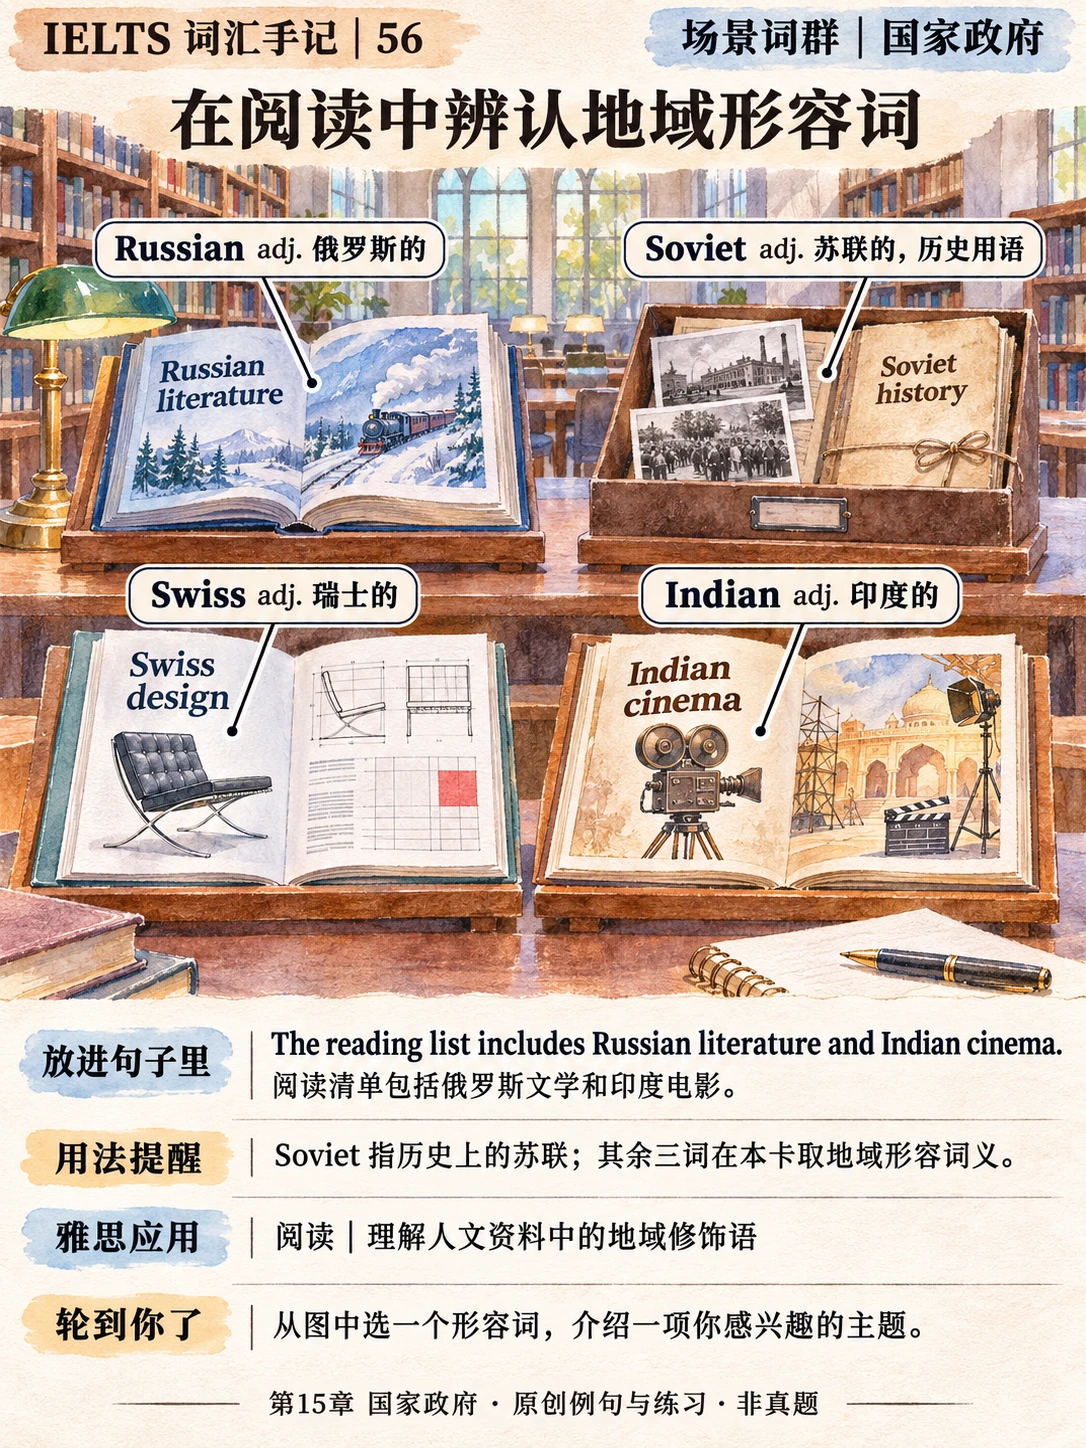 IELTS 词汇手记｜56
场景词群｜国家政府
在阅读中辨认地域形容词
Russian adj. 俄罗斯的
Soviet adj. 苏联的，历史用语
Russian
literature
Soviet
history
Swiss adj. 瑞士的
Indian adj. 印度的
Swiss
design
Indian
cinema
放进句子里
The reading list includes Russian literature and Indian cinema.
阅读清单包括俄罗斯文学和印度电影。
用法提醒
Soviet 指历史上的苏联；其余三词在本卡取地域形容词义。
雅思应用
阅读｜理解人文资料中的地域修饰语
轮到你了
从图中选一个形容词，介绍一项你感兴趣的主题。
第15章 国家政府 · 原创例句与练习 · 非真题